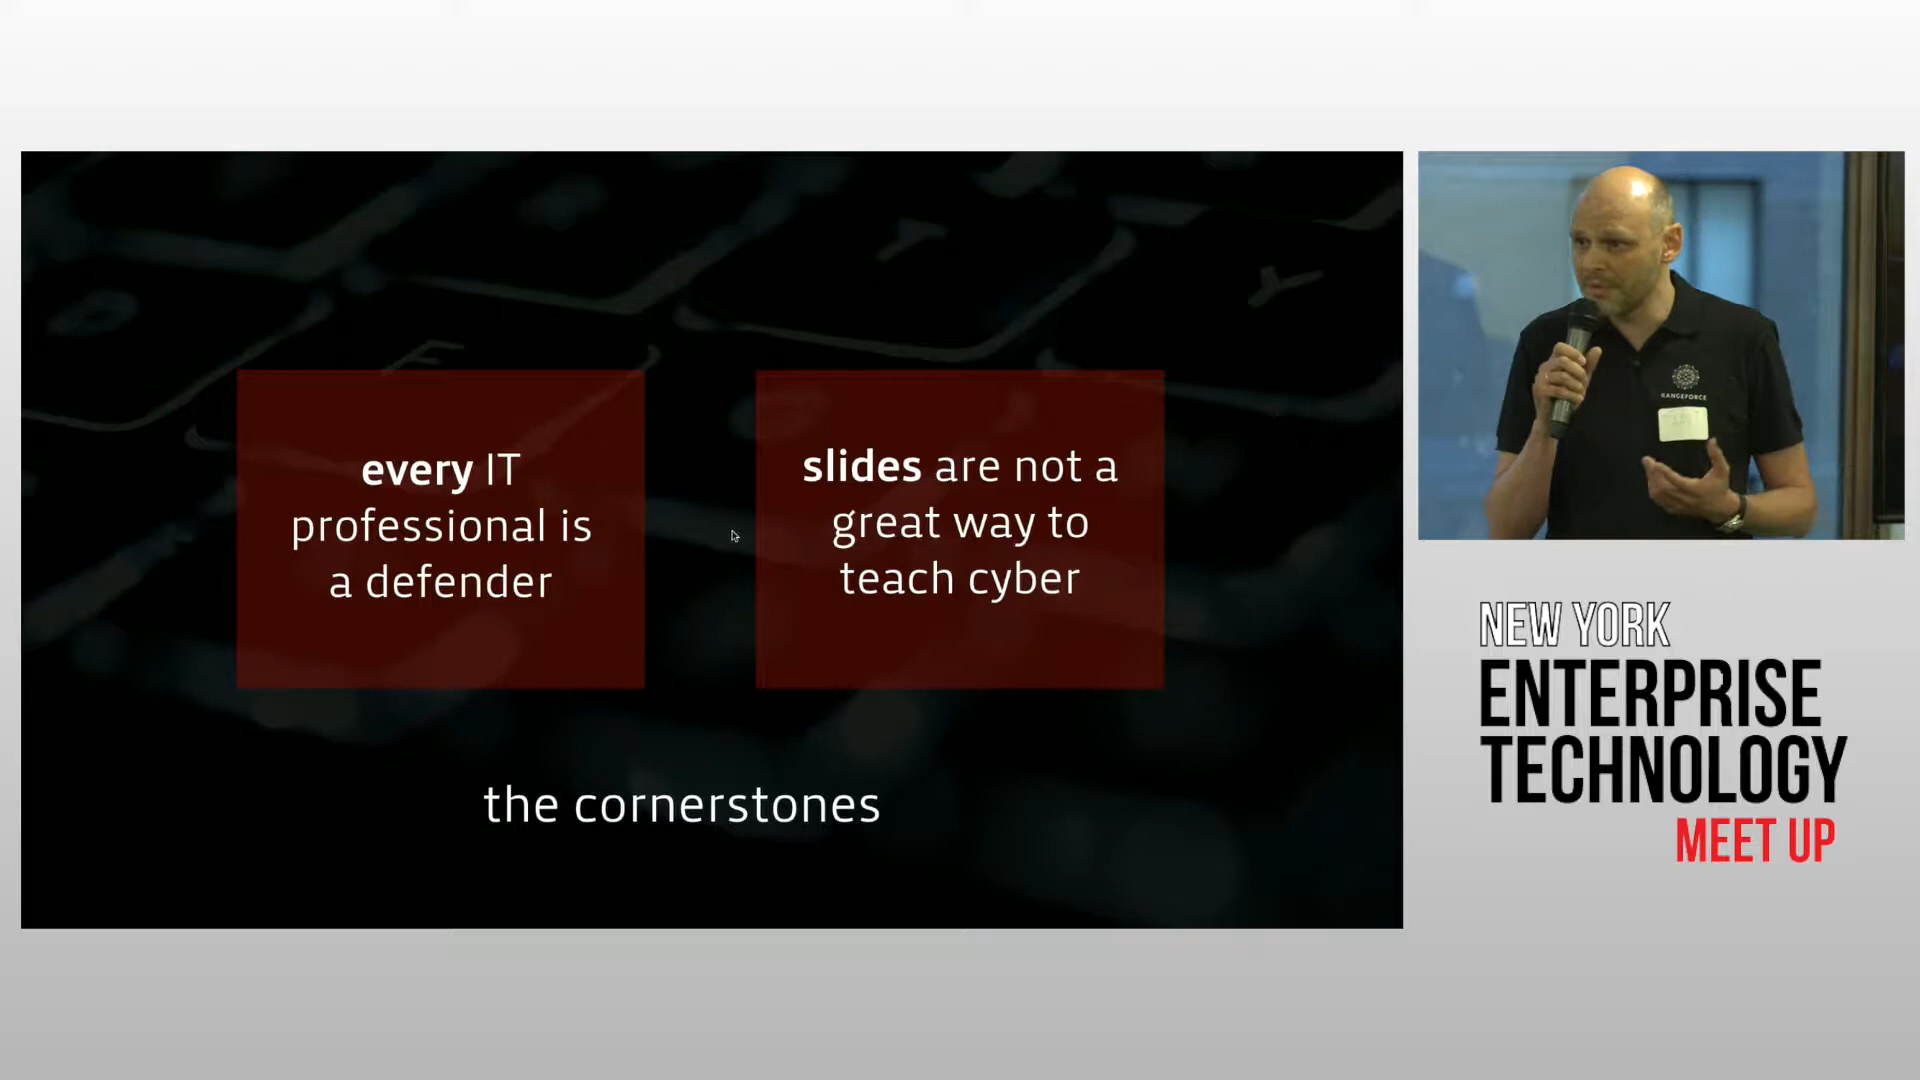 every IT
professional is
a defender
slides are not a
great way to
teach cyber
the cornerstones
RANGEFORCE
NEW YORK
ENTERPRISE
TECHNOLOGY
MEET UP